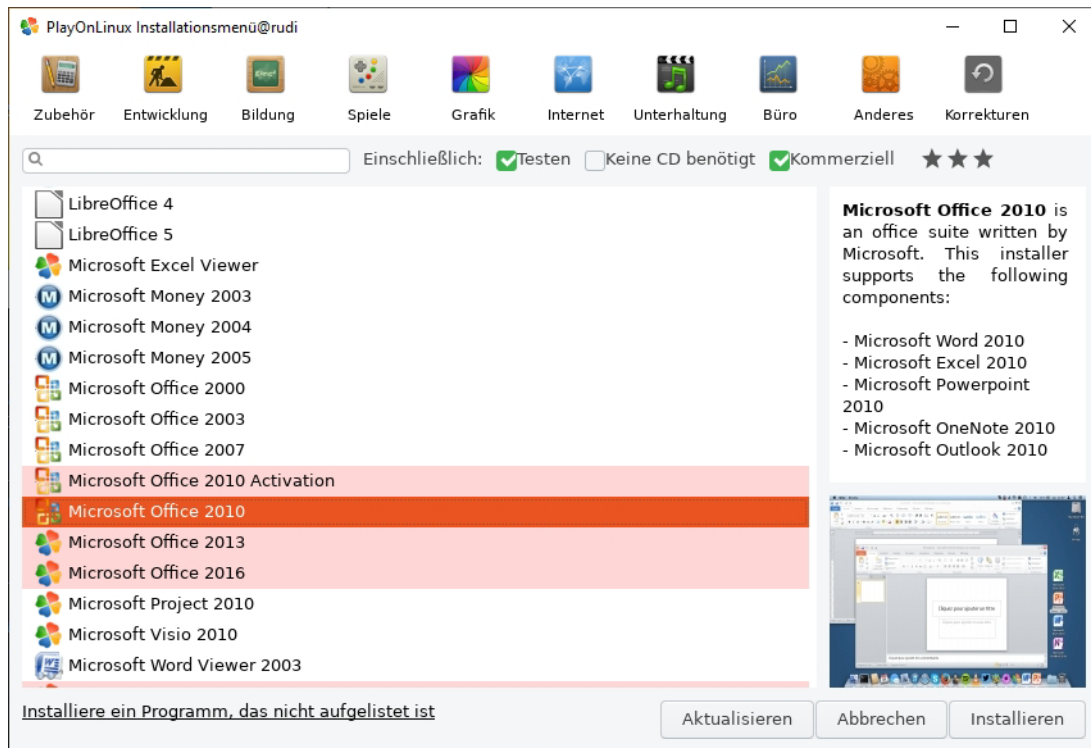 PlayOnLinux Installationsmenü@rudi
Zubehör Entwicklung Bildung Spiele Grafik Internet Unterhaltung Büro Anderes Korrekturen
Einschließlich: Testen Keine CD benötigt Kommerziell
LibreOffice 4
LibreOffice 5
Microsoft Excel Viewer
Microsoft Money 2003
Microsoft Money 2004
Microsoft Money 2005
Microsoft Office 2000
Microsoft Office 2003
Microsoft Office 2007
Microsoft Office 2010 Activation
Microsoft Office 2010
Microsoft Office 2013
Microsoft Office 2016
Microsoft Project 2010
Microsoft Visio 2010
Microsoft Word Viewer 2003
Microsoft Office 2010 is
an office suite written by
Microsoft. This installer
supports the following
components:
- Microsoft Word 2010
- Microsoft Excel 2010
- Microsoft Powerpoint
2010
- Microsoft OneNote 2010
- Microsoft Outlook 2010
Cliquez pour ajouter un titre
Installiere ein Programm, das nicht aufgelistet ist
Aktualisieren Abbrechen Installieren